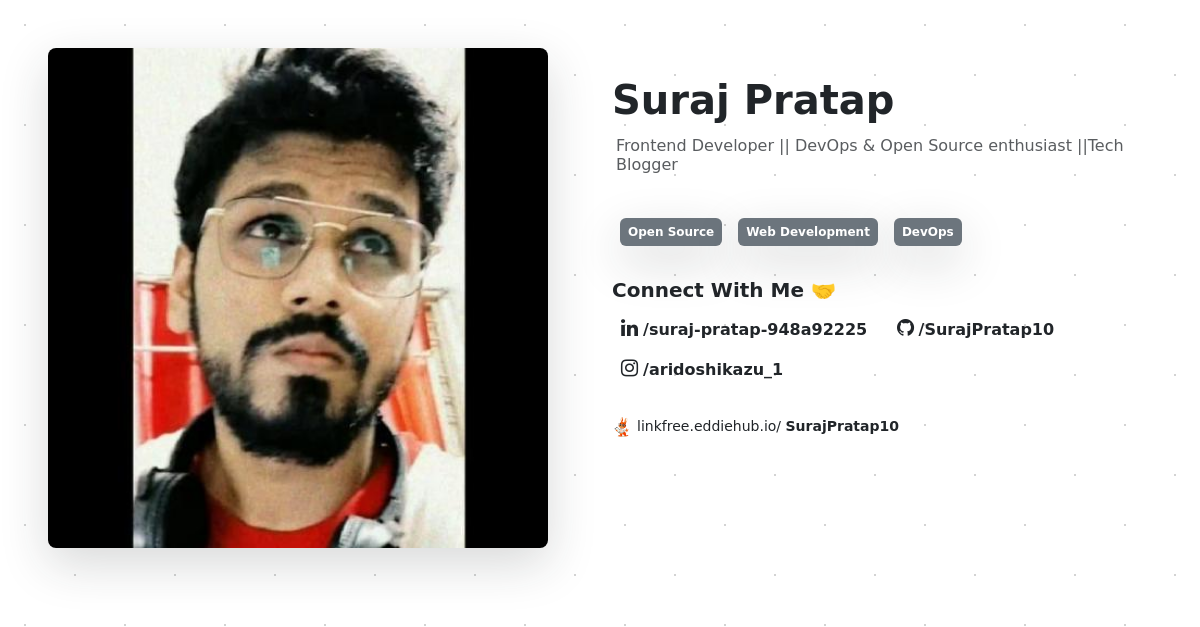 Suraj Pratap
Frontend Developer || DevOps & Open Source enthusiast ||Tech
Blogger
Open Source Web Development DevOps
Connect With Me 🤝
/suraj-pratap-948a92225 /SurajPratap10
/aridoshikazu_1
linkfree.eddiehub.io/ SurajPratap10